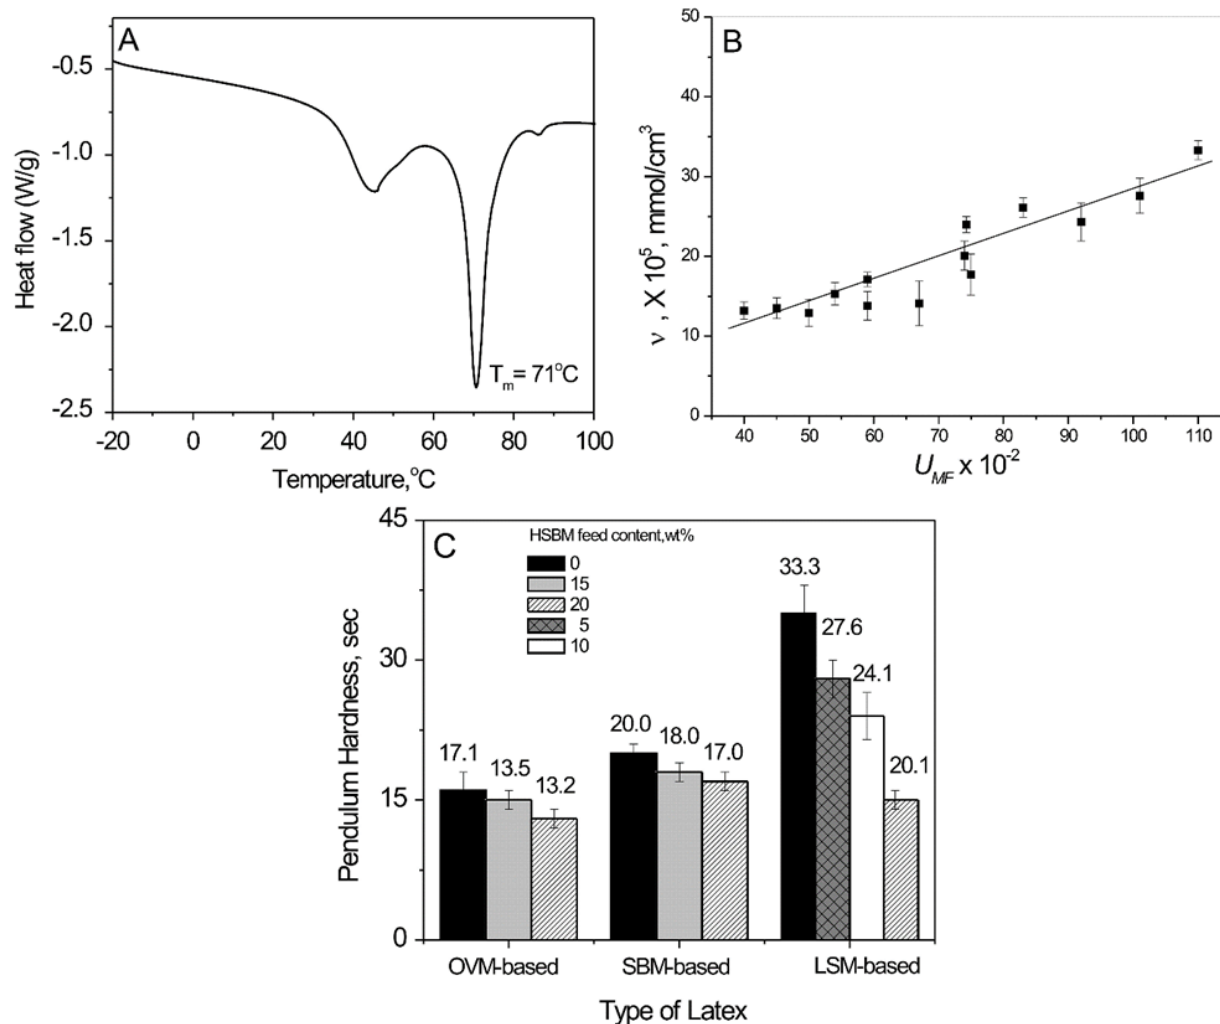 A
-0.5
-1.0
-1.5
-2.0
-2.5
Heat flow (W/g)
Tm= 71°C
-20 0 20 40 60 80 100
Temperature,°C
B
50
40
30
20
10
0
ν , X 10⁵, mmol/cm³
40 50 60 70 80 90 100 110
U_MF x 10⁻²
C
45
30
15
0
Pendulum Hardness, sec
HSBM feed content,wt%
0
15
20
5
10
17.1 13.5 13.2
20.0 18.0 17.0
33.3 27.6 24.1 20.1
OVM-based SBM-based LSM-based
Type of Latex